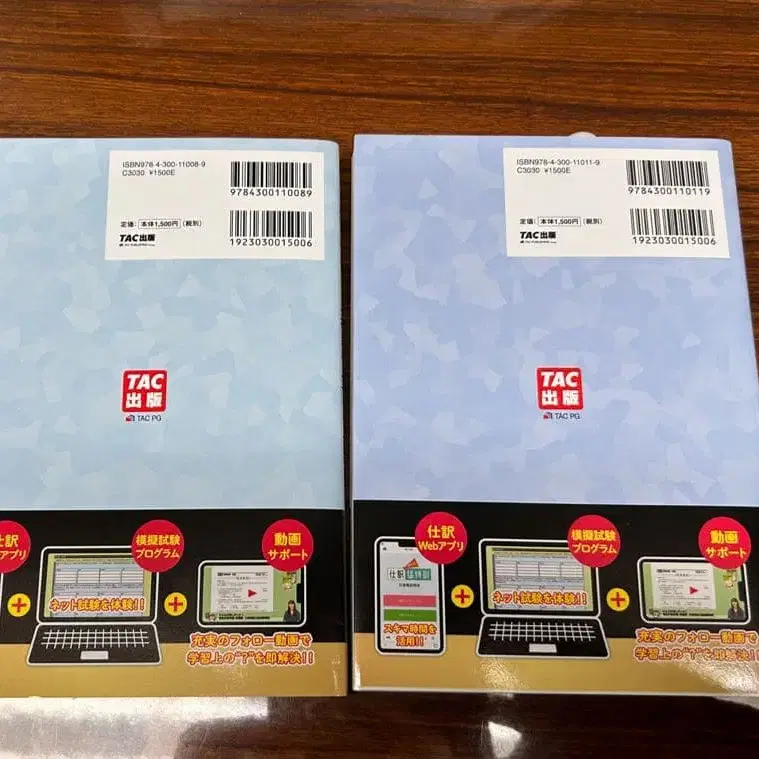 ISBN978-4-300-11008-9
C3030 ¥1500E
9784300110089
定価: 本体1,500円 (税別)
TAC出版
1923030015006
TAC
出版
TAC PG
仕訳
Webアプリ
模擬試験
プログラム
動画
サポート
+
ネット試験を体験!!
+
充実のフォロー動画で
学習上の"?"を即解決!!
ISBN978-4-300-11011-9
C3030 ¥1500E
9784300110119
定価: 本体1,500円 (税別)
TAC出版
1923030015006
TAC
出版
TAC PG
仕訳
Webアプリ
模擬試験
プログラム
動画
サポート
仕訳
スキマ時間を
活用!!
+
ネット試験を体験!!
+
充実のフォロー動画で
学習上の"?"を即解決!!